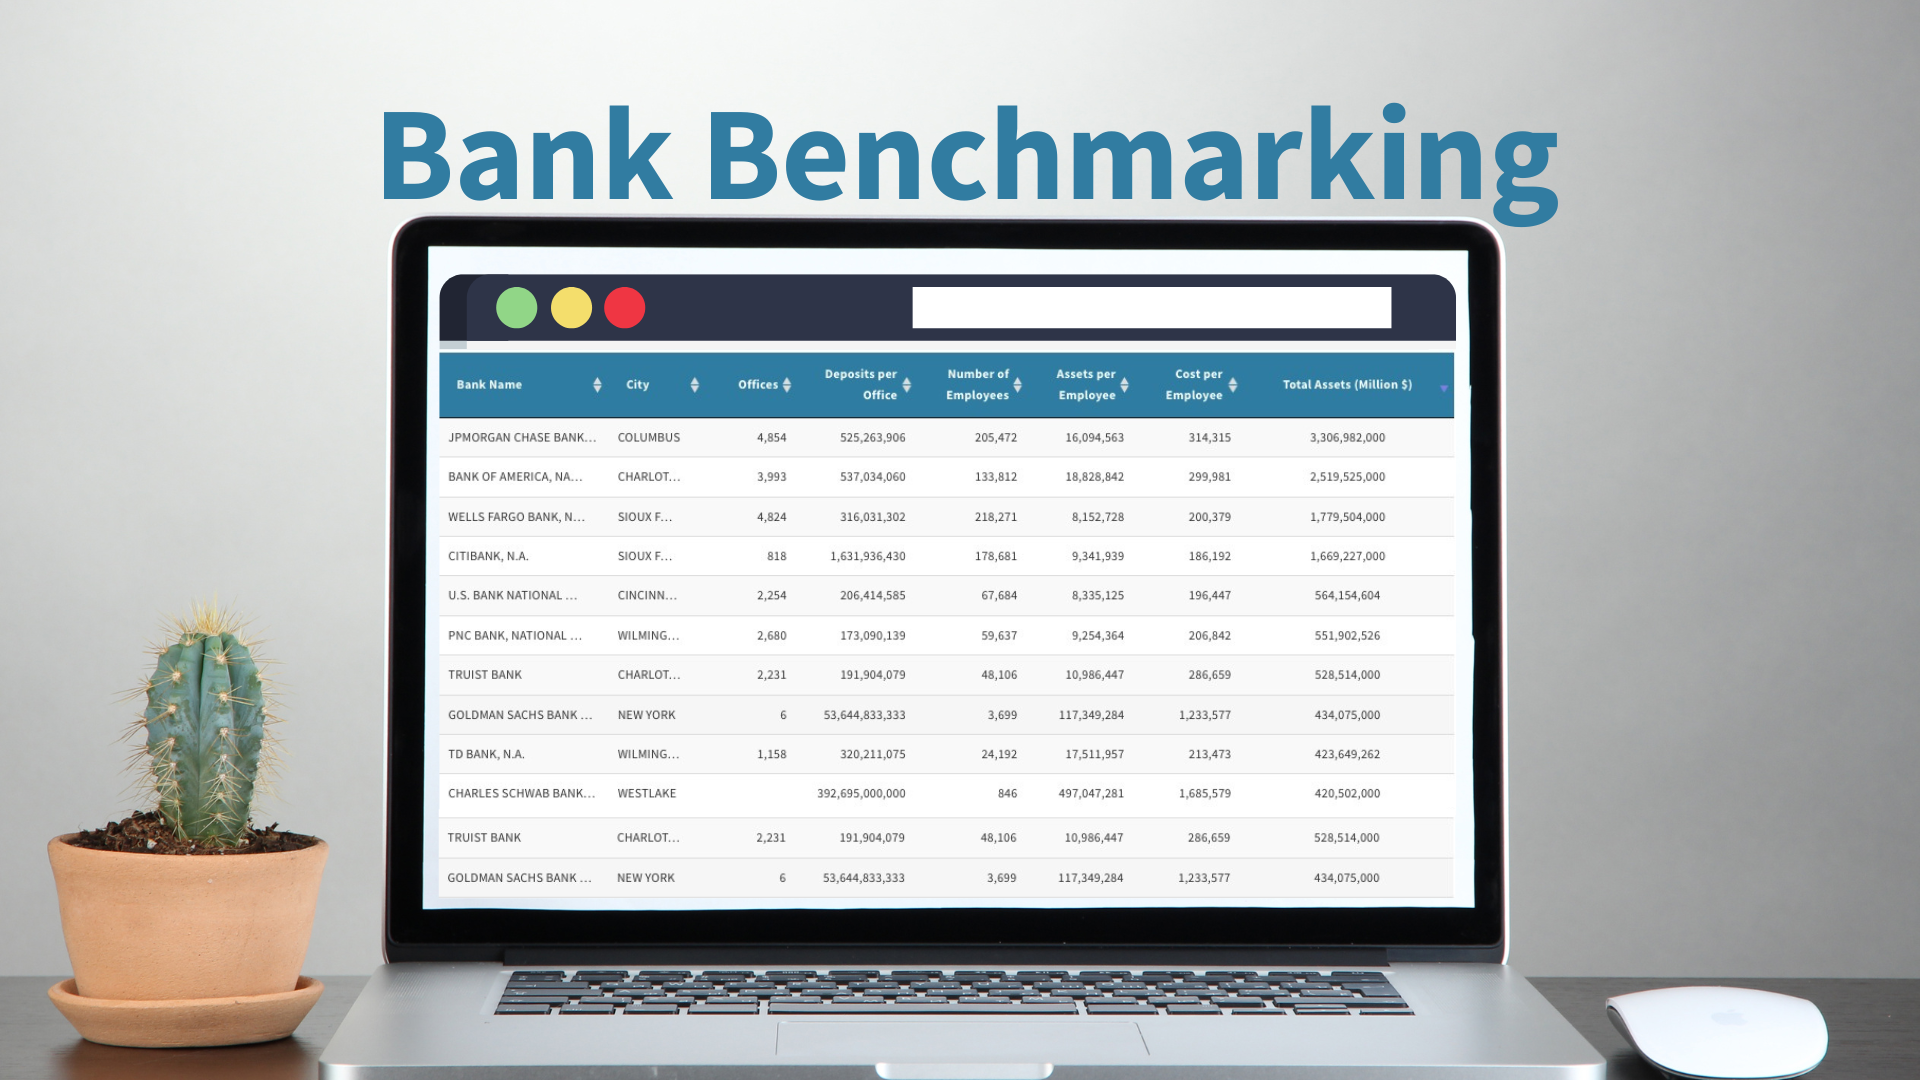 Bank Benchmarking
Bank Name City Offices Deposits per Office Number of Employees Assets per Employee Cost per Employee Total Assets (Million $)
JPMORGAN CHASE BANK... COLUMBUS 4,854 525,263,906 205,472 16,094,563 314,315 3,306,982,000
BANK OF AMERICA, NA... CHARLOT... 3,993 537,034,060 133,812 18,828,842 299,981 2,519,525,000
WELLS FARGO BANK, N... SIOUX F... 4,824 316,031,302 218,271 8,152,728 200,379 1,779,504,000
CITIBANK, N.A. SIOUX F... 818 1,631,936,430 178,681 9,341,939 186,192 1,669,227,000
U.S. BANK NATIONAL ... CINCINN... 2,254 206,414,585 67,684 8,335,125 196,447 564,154,604
PNC BANK, NATIONAL ... WILMING... 2,680 173,090,139 59,637 9,254,364 206,842 551,902,526
TRUIST BANK CHARLOT... 2,231 191,904,079 48,106 10,986,447 286,659 528,514,000
GOLDMAN SACHS BANK ... NEW YORK 6 53,644,833,333 3,699 117,349,284 1,233,577 434,075,000
TD BANK, N.A. WILMING... 1,158 320,211,075 24,192 17,511,957 213,473 423,649,262
CHARLES SCHWAB BANK... WESTLAKE 392,695,000,000 846 497,047,281 1,685,579 420,502,000
TRUIST BANK CHARLOT... 2,231 191,904,079 48,106 10,986,447 286,659 528,514,000
GOLDMAN SACHS BANK ... NEW YORK 6 53,644,833,333 3,699 117,349,284 1,233,577 434,075,000